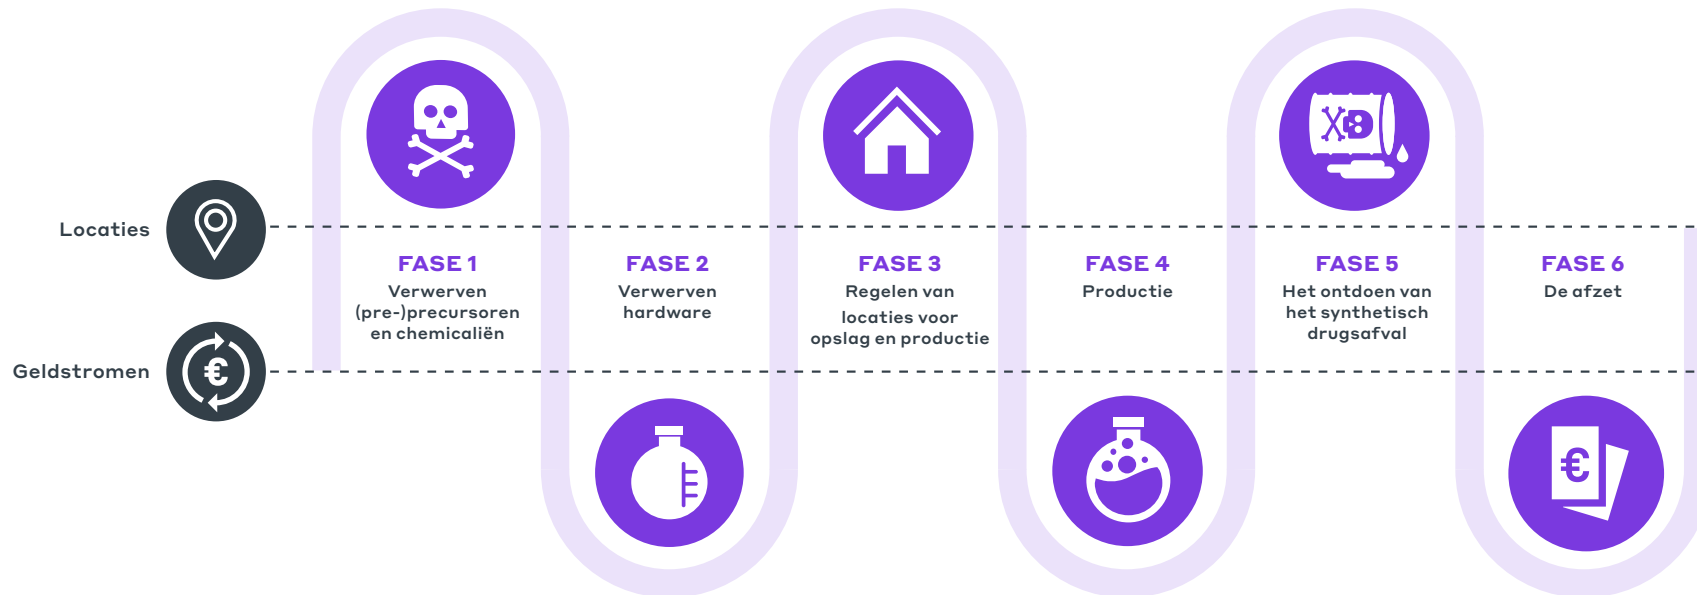 Locaties
Geldstromen
FASE 1
Verwerven
(pre-)precursoren
en chemicaliën
FASE 2
Verwerven
hardware
FASE 3
Regelen van
locaties voor
opslag en productie
FASE 4
Productie
FASE 5
Het ontdoen van
het synthetisch
drugsafval
FASE 6
De afzet
€
€